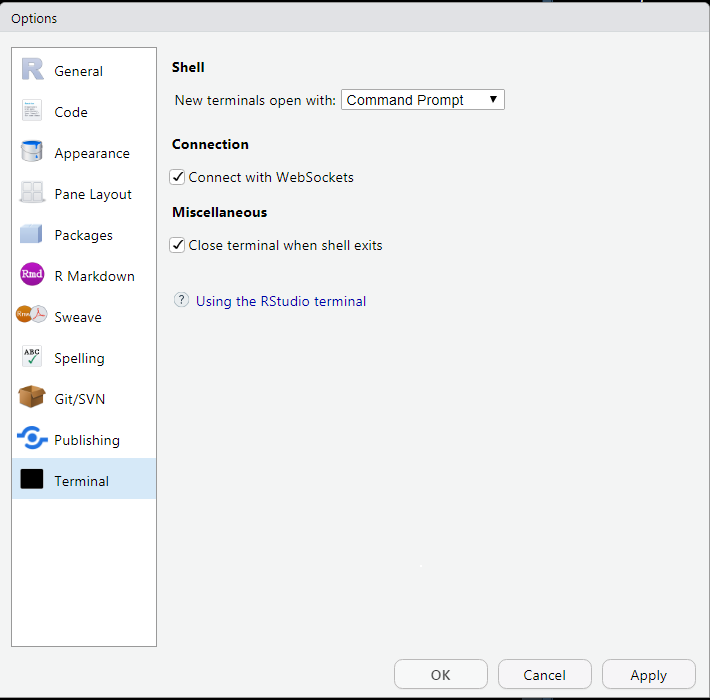 Options
General
Code
Appearance
Pane Layout
Packages
Rmd
R Markdown
Sweave
ABC
Spelling
Git/SVN
Publishing
Terminal
Shell
New terminals open with: Command Prompt
Connection
Connect with WebSockets
Miscellaneous
Close terminal when shell exits
? Using the RStudio terminal
OK
Cancel
Apply